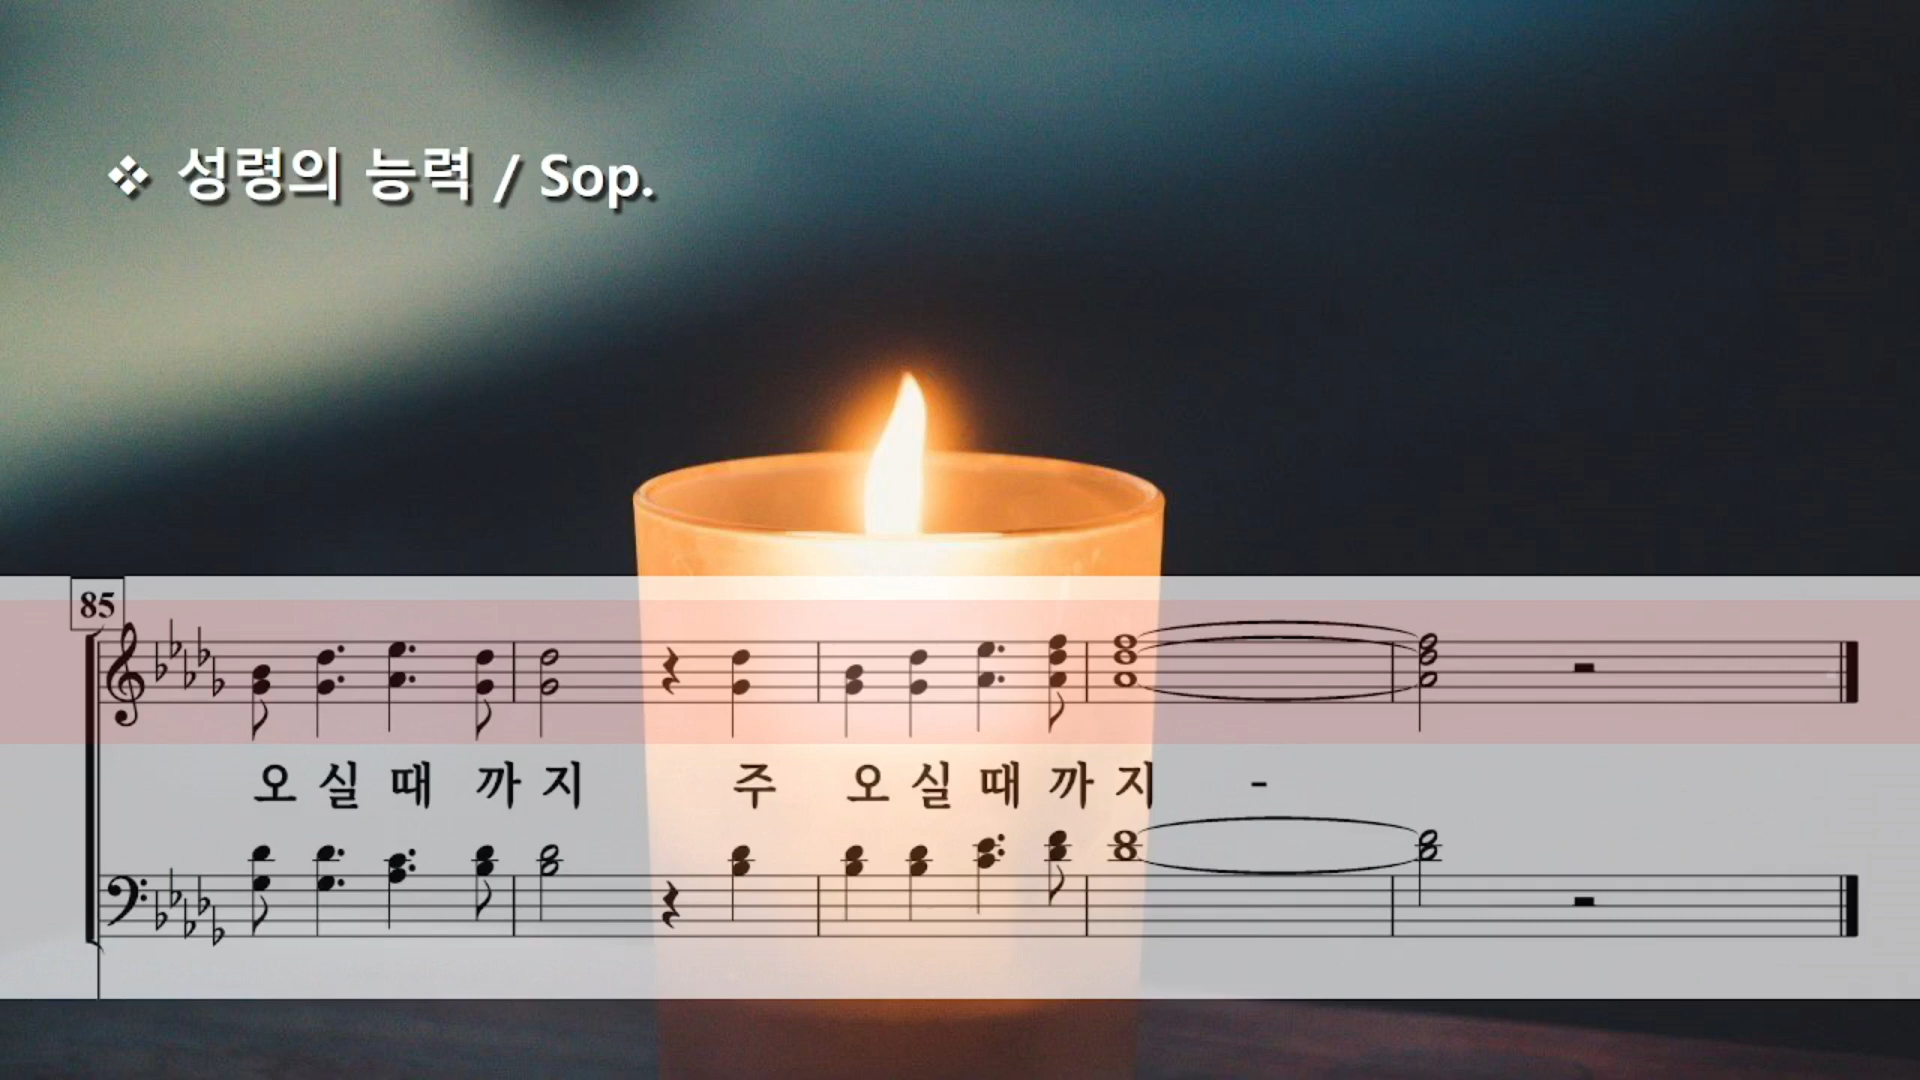 ❖ 성령의 능력 / Sop.
85
오 실 때 까 지 주 오 실 때 까 지 -